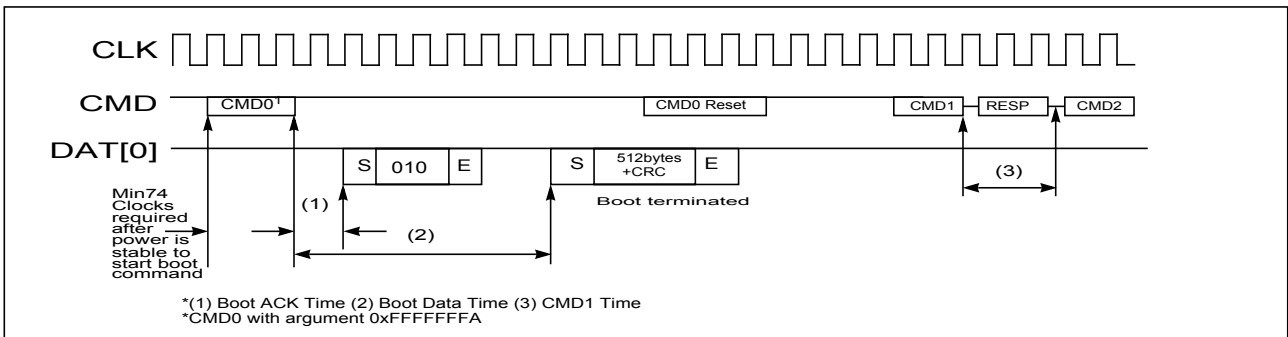 CLK
CMD
CMD0¹
CMD0 Reset
CMD1
RESP
CMD2
DAT[0]
S
010
E
S
512bytes
+CRC
E
Boot terminated
(3)
Min74
Clocks
required
after
power is
stable to
start boot
command
(1)
(2)
*(1) Boot ACK Time (2) Boot Data Time (3) CMD1 Time
*CMD0 with argument 0xFFFFFFFA